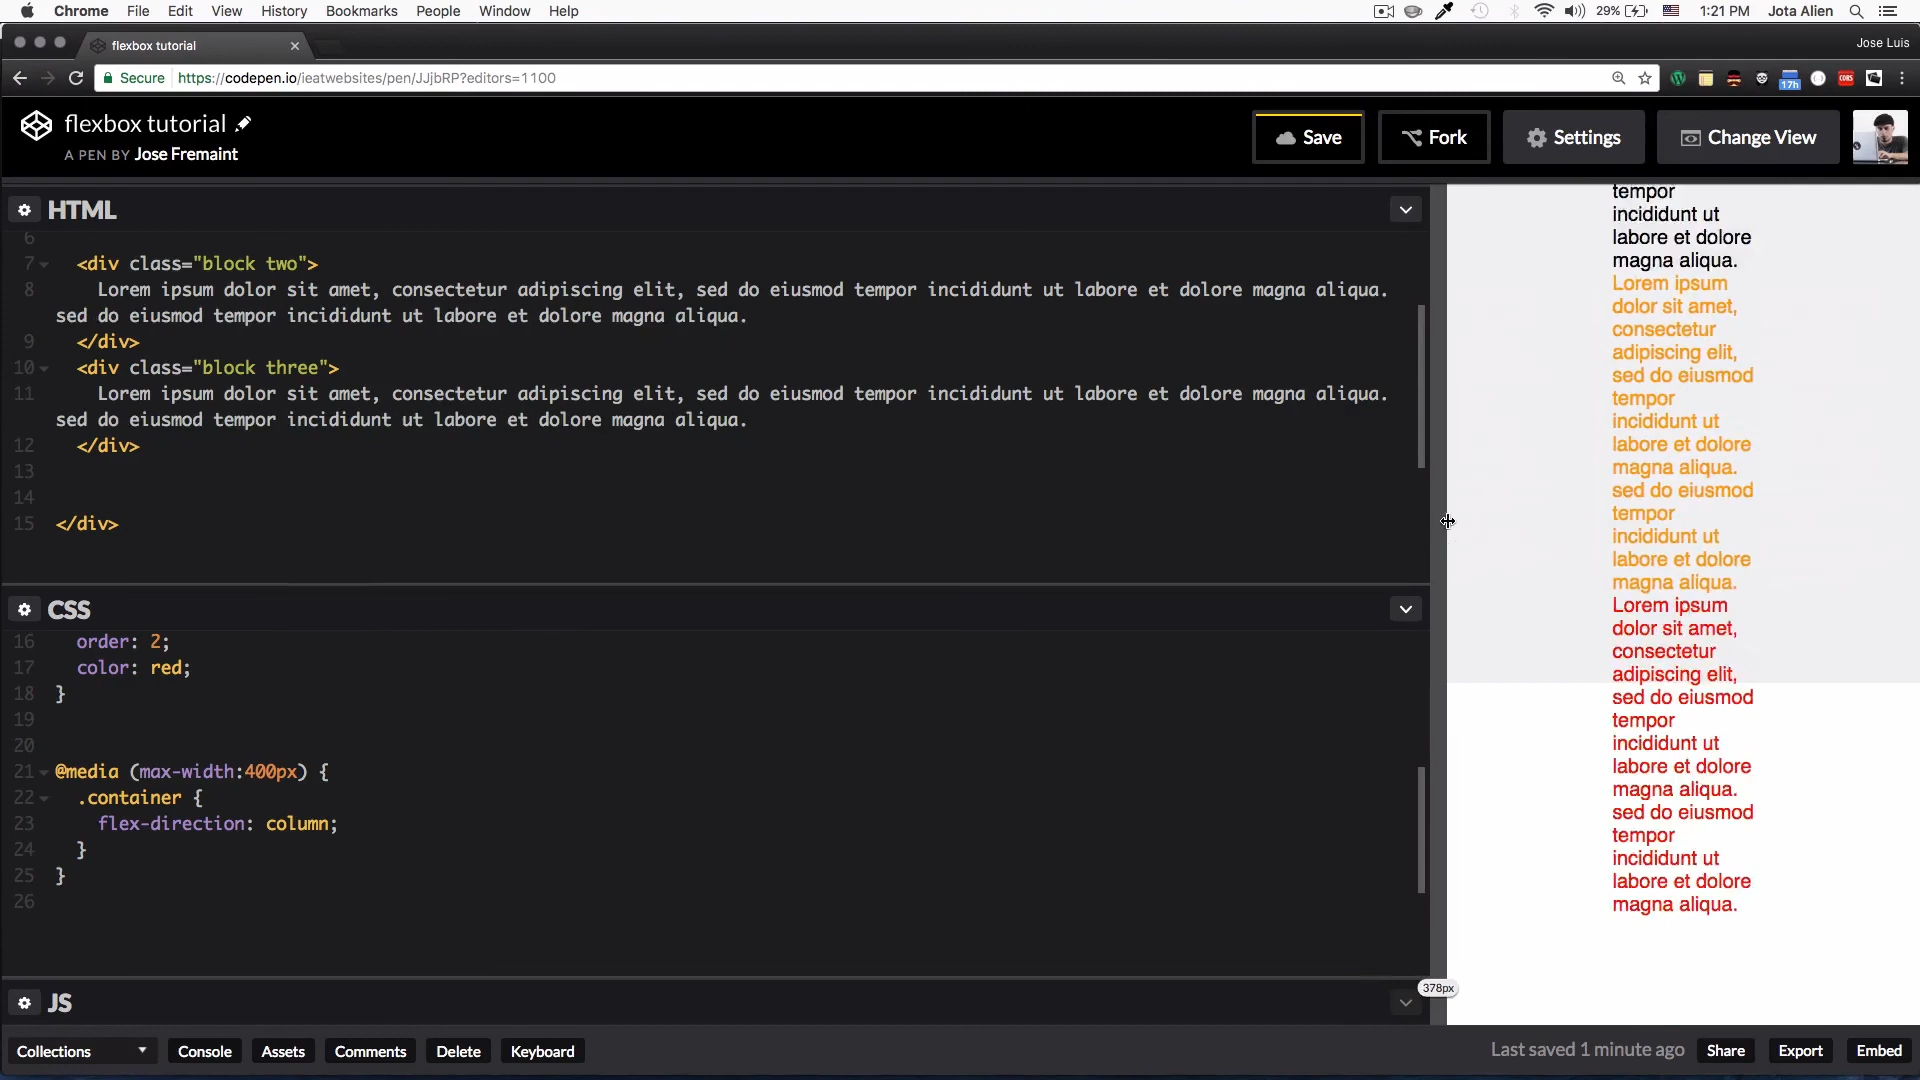 Chrome File Edit View History Bookmarks People Window Help
29% 1:21 PM Jota Alien
flexbox tutorial
Jose Luis
Secure https://codepen.io/ieatwebsites/pen/JJjbRP?editors=1100
17h
CORS
flexbox tutorial
A PEN BY Jose Fremaint
Save Fork Settings Change View
HTML
6
7 <div class="block two">
8 Lorem ipsum dolor sit amet, consectetur adipiscing elit, sed do eiusmod tempor incididunt ut labore et dolore magna aliqua.
sed do eiusmod tempor incididunt ut labore et dolore magna aliqua.
9 </div>
10 <div class="block three">
11 Lorem ipsum dolor sit amet, consectetur adipiscing elit, sed do eiusmod tempor incididunt ut labore et dolore magna aliqua.
sed do eiusmod tempor incididunt ut labore et dolore magna aliqua.
12 </div>
13
14
15 </div>
CSS
16 order: 2;
17 color: red;
18 }
19
20
21 @media (max-width:400px) {
22 .container {
23 flex-direction: column;
24 }
25 }
26
JS
378px
tempor
incididunt ut
labore et dolore
magna aliqua.
Lorem ipsum
dolor sit amet,
consectetur
adipiscing elit,
sed do eiusmod
tempor
incididunt ut
labore et dolore
magna aliqua.
sed do eiusmod
tempor
incididunt ut
labore et dolore
magna aliqua.
Lorem ipsum
dolor sit amet,
consectetur
adipiscing elit,
sed do eiusmod
tempor
incididunt ut
labore et dolore
magna aliqua.
sed do eiusmod
tempor
incididunt ut
labore et dolore
magna aliqua.
Collections Console Assets Comments Delete Keyboard
Last saved 1 minute ago Share Export Embed